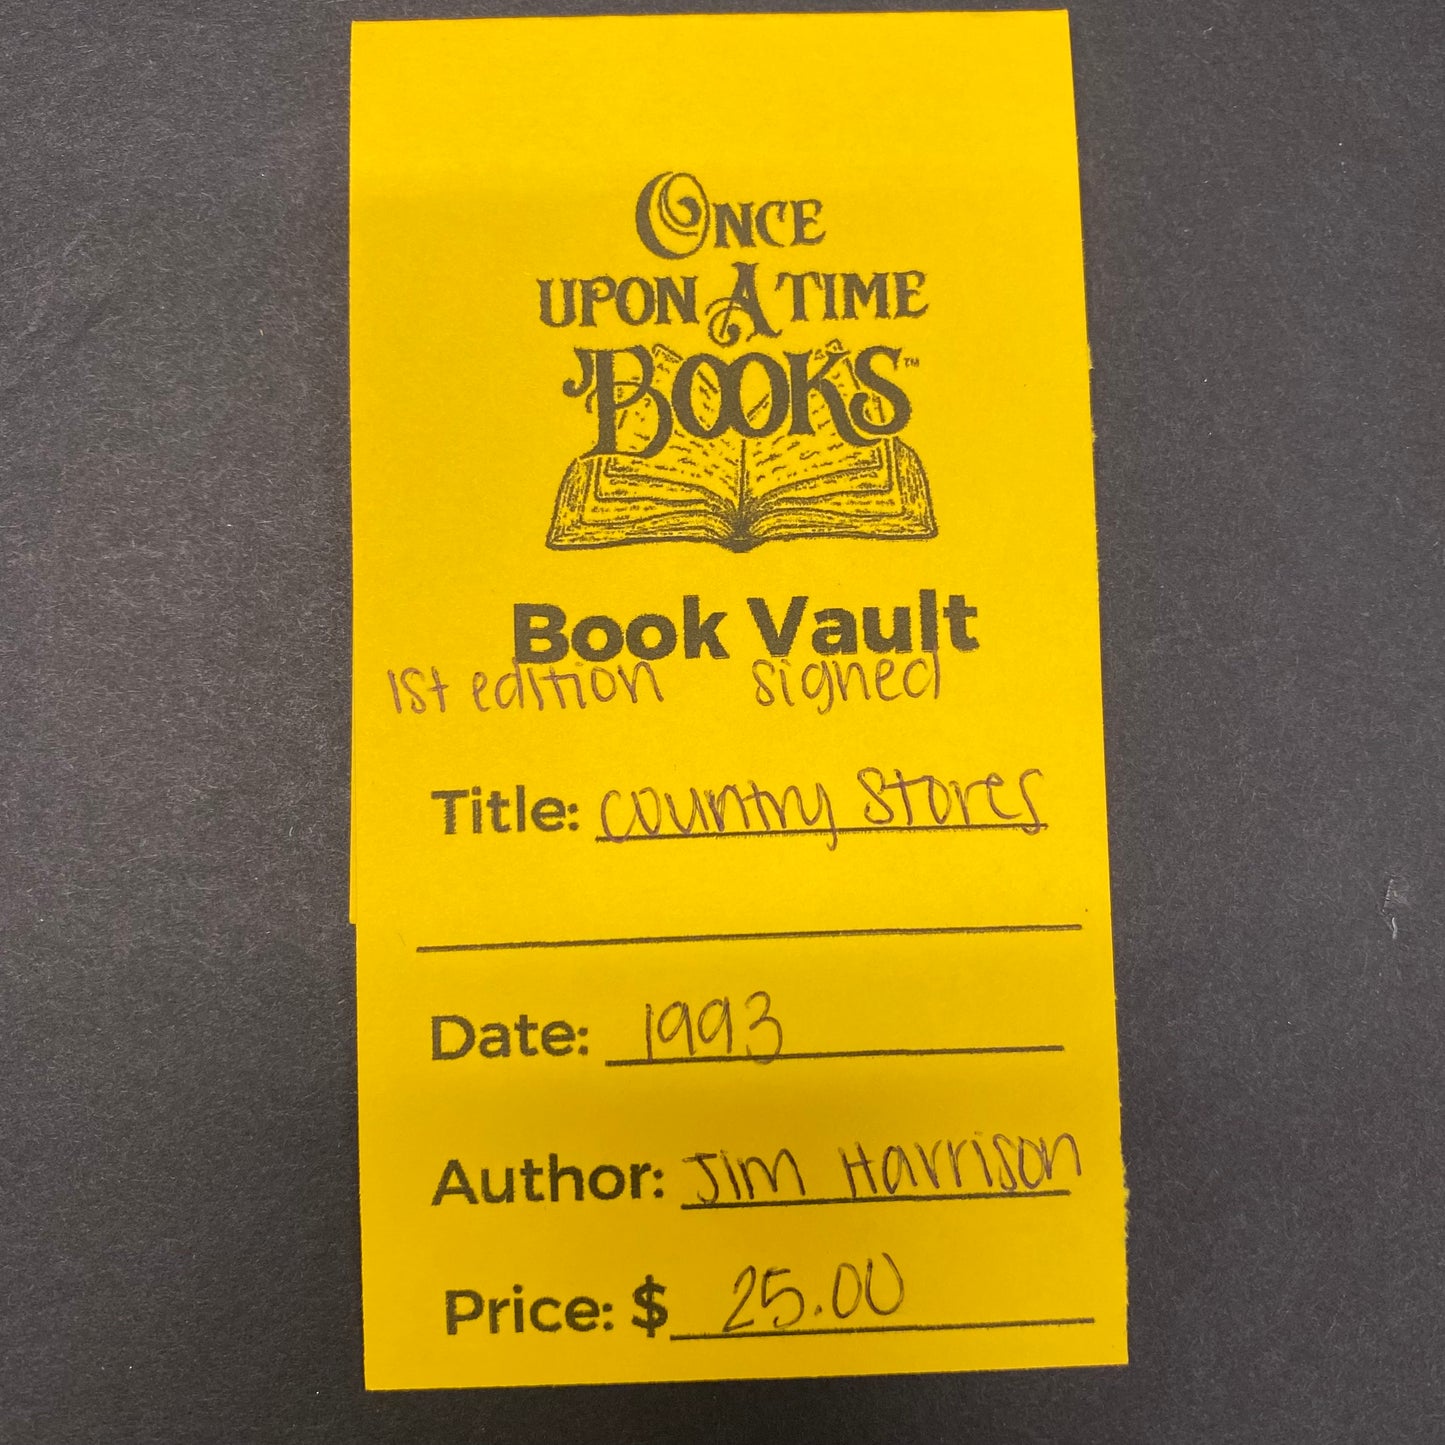 ONCE
UPON A TIME
BOOKS™
Book Vault
1st edition signed
Title: Country Stores
Date: 1993
Author: Jim Harrison
Price: $ 25.00